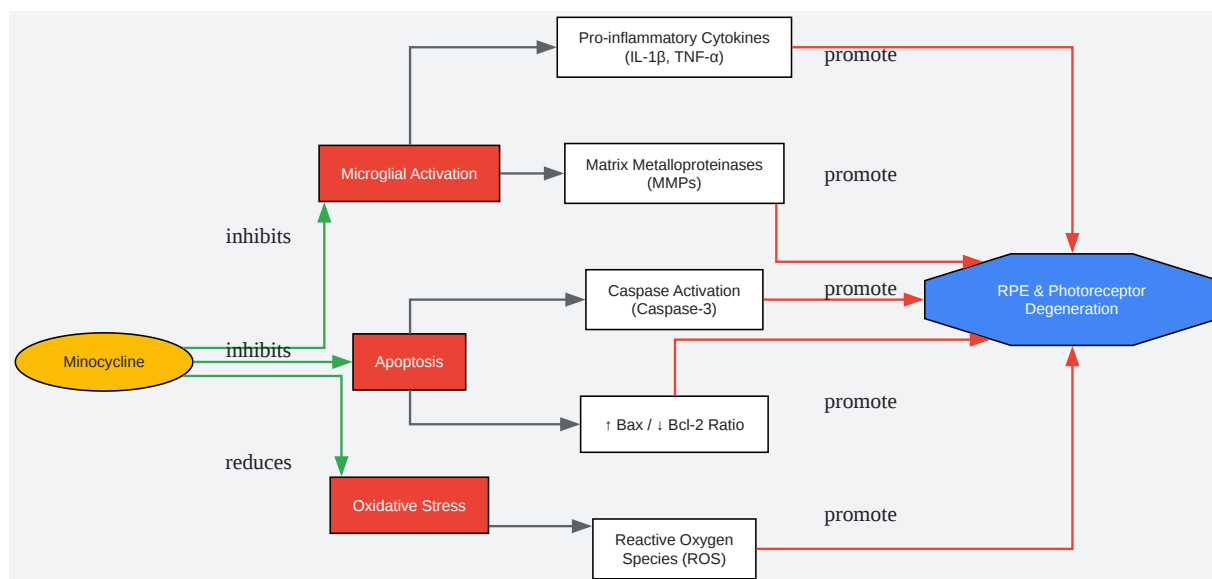 Pro-inflammatory Cytokines
(IL-1β, TNF-α)
promote
Microglial Activation
Matrix Metalloproteinases
(MMPs)
promote
inhibits
Caspase Activation
(Caspase-3)
promote
RPE & Photoreceptor
Degeneration
Minocycline
inhibits
Apoptosis
↑ Bax / ↓ Bcl-2 Ratio
promote
reduces
Oxidative Stress
Reactive Oxygen
Species (ROS)
promote